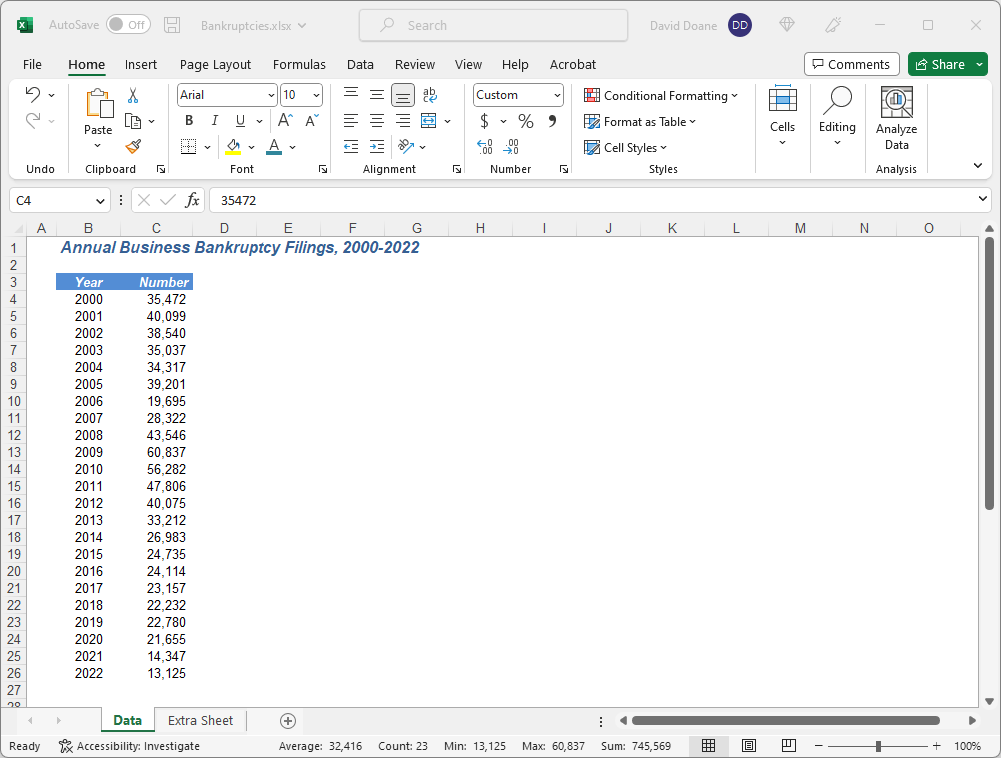 AutoSave Off Bankruptcies.xlsx Search David Doane DD
File Home Insert Page Layout Formulas Data Review View Help Acrobat Comments Share
Arial 10 ab Custom Conditional Formatting
Paste B I U A A $ % Format as Table Cells Editing Analyze Data
A ab Cell Styles
Undo Clipboard Font Alignment Number Styles Analysis
C4 fx 35472
A B C D E F G H I J K L M N O
1 Annual Business Bankruptcy Filings, 2000-2022
2
3 Year Number
4 2000 35,472
5 2001 40,099
6 2002 38,540
7 2003 35,037
8 2004 34,317
9 2005 39,201
10 2006 19,695
11 2007 28,322
12 2008 43,546
13 2009 60,837
14 2010 56,282
15 2011 47,806
16 2012 40,075
17 2013 33,212
18 2014 26,983
19 2015 24,735
20 2016 24,114
21 2017 23,157
22 2018 22,232
23 2019 22,780
24 2020 21,655
25 2021 14,347
26 2022 13,125
27
28
Data Extra Sheet
Ready Accessibility: Investigate Average: 32,416 Count: 23 Min: 13,125 Max: 60,837 Sum: 745,569 100%